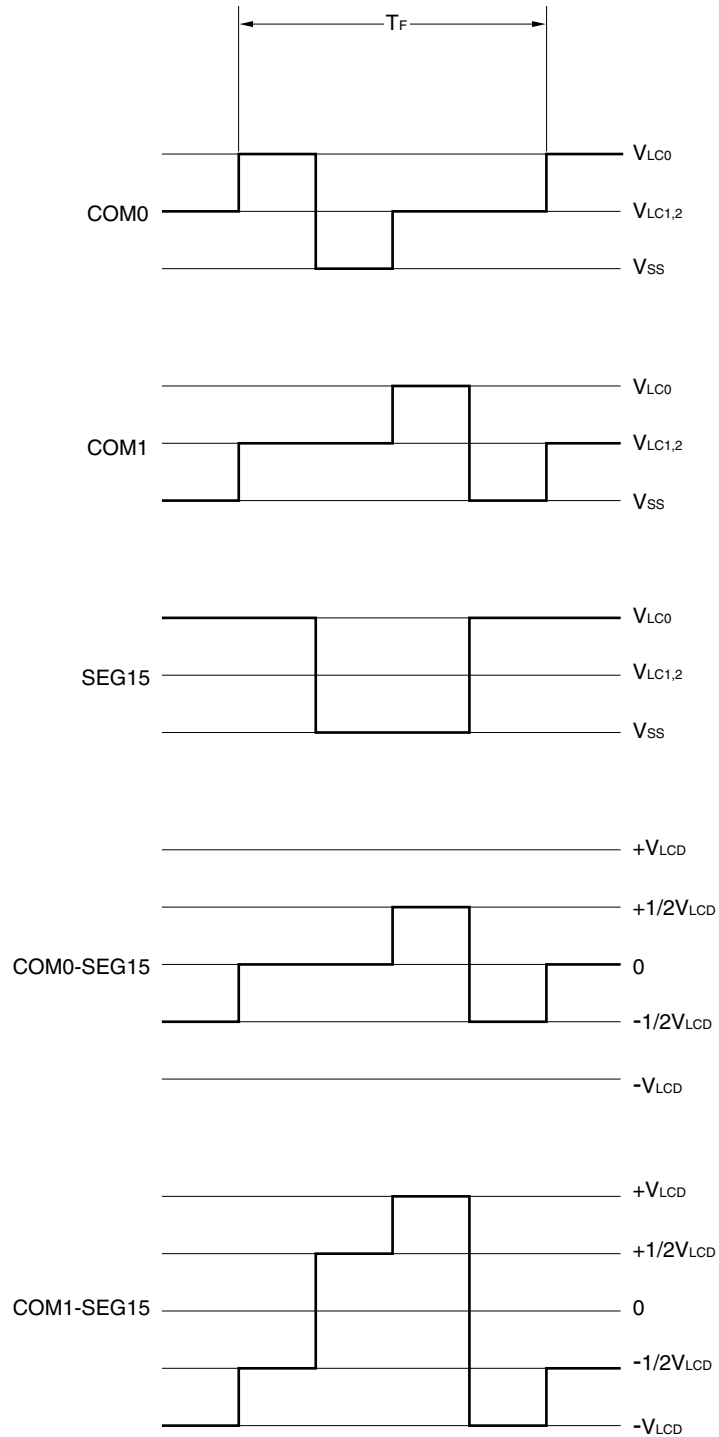 TF
COM0
VLC0
VLC1,2
VSS
COM1
VLC0
VLC1,2
VSS
SEG15
VLC0
VLC1,2
VSS
COM0-SEG15
+VLCD
+1/2VLCD
0
-1/2VLCD
-VLCD
COM1-SEG15
+VLCD
+1/2VLCD
0
-1/2VLCD
-VLCD